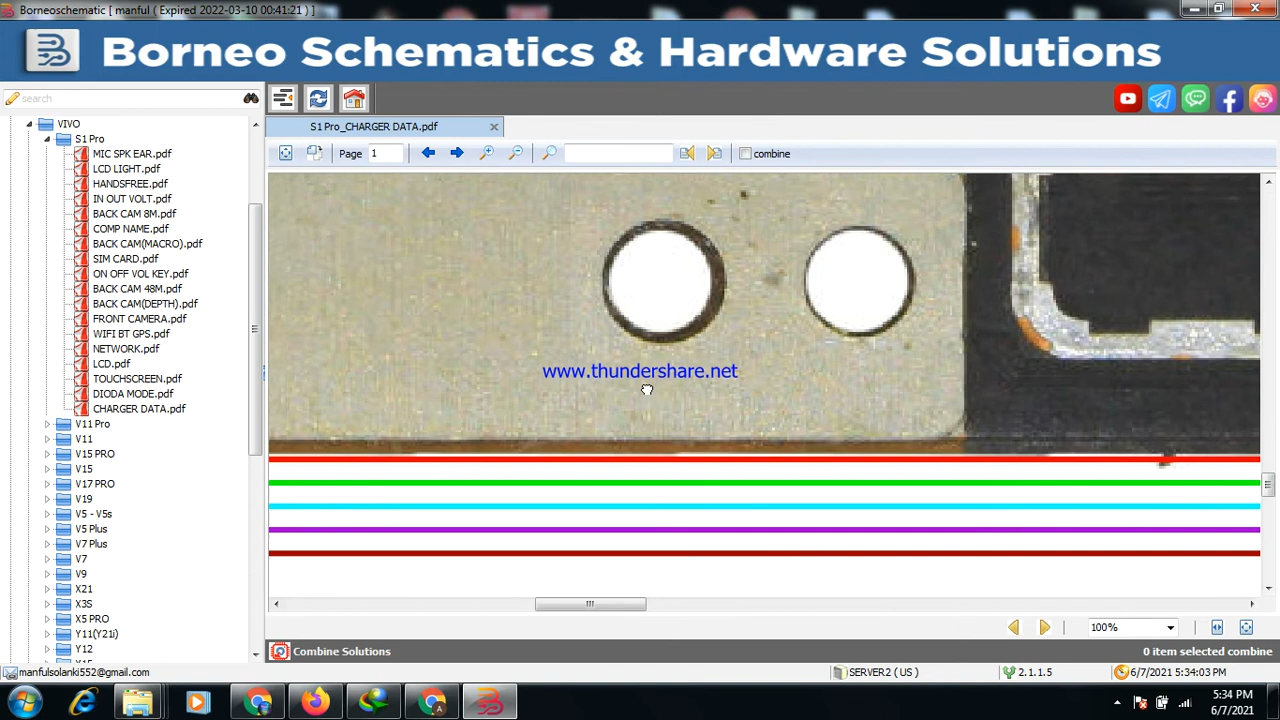 Borneoschematic [ manful ( Expired 2022-03-10 00:41:21 ) ]
Borneo Schematics & Hardware Solutions
search
VIVO
S1 Pro
MIC SPK EAR.pdf
LCD LIGHT.pdf
HANDSFREE.pdf
IN OUT VOLT.pdf
BACK CAM 8M.pdf
COMP NAME.pdf
BACK CAM(MACRO).pdf
SIM CARD.pdf
ON OFF VOL KEY.pdf
BACK CAM 48M.pdf
BACK CAM(DEPTH).pdf
FRONT CAMERA.pdf
WIFI BT GPS.pdf
NETWORK.pdf
LCD.pdf
TOUCHSCREEN.pdf
DIODA MODE.pdf
CHARGER DATA.pdf
V11 Pro
V11
V15 PRO
V15
V17 PRO
V19
V5 - V5s
V5 Plus
V7 Plus
V7
V9
X21
X3S
X5 PRO
Y11(Y21i)
Y12
S1 Pro_CHARGER DATA.pdf
Page 1
combine
www.thundershare.net
100%
Combine Solutions
0 item selected combine
manfulsolanki552@gmail.com
SERVER2 ( US )
2.1.1.5
6/7/2021 5:34:03 PM
5:34 PM
6/7/2021